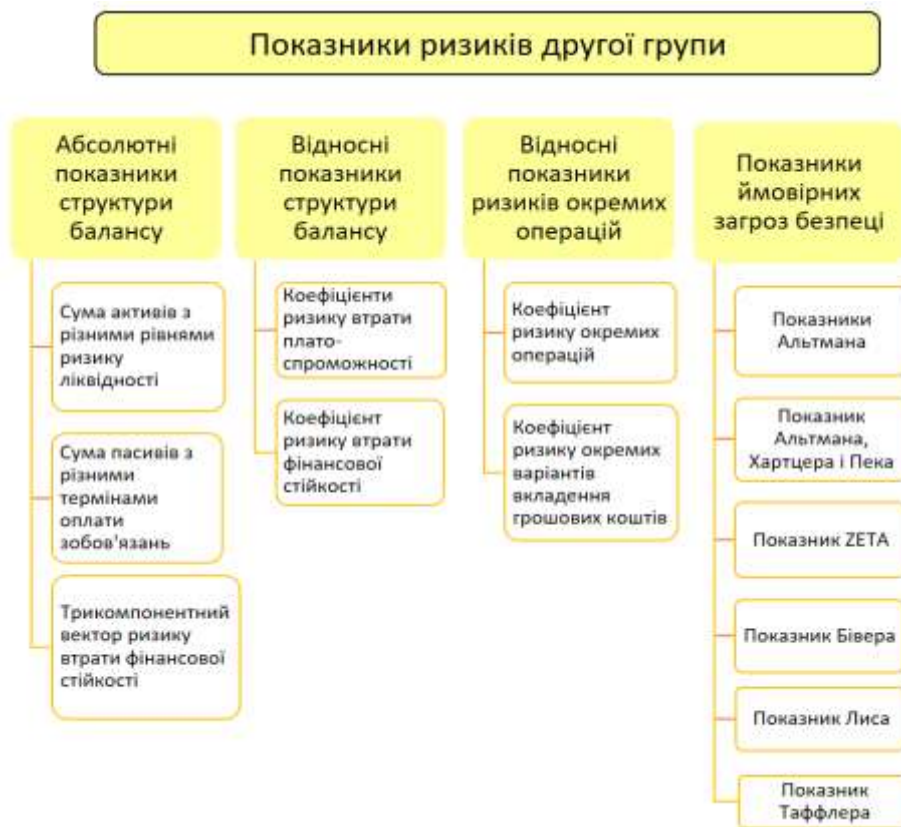 Показники ризиків другої групи
Абсолютні
показники
структури
балансу
Сума активів з
різними рівнями
ризику
ліквідності
Сума пасивів з
різними
термінами
оплати
зобов'язань
Трикомпонентний
вектор ризику
втрати фінансової
стійкості
Відносні
показники
структури
балансу
Коефіцієнти
ризику втрати
плато-
спроможності
Коефіцієнт
ризику втрати
фінансової
стійкості
Відносні
показники
ризиків окремих
операцій
Коефіцієнт
ризику окремих
операцій
Коефіцієнт
ризику окремих
варіантів
вкладення
грошових коштів
Показники
ймовірних
загроз безпеці
Показники
Альтмана
Показник
Альтмана,
Хартцера і Пека
Показник ZETA
Показник Бівера
Показник Лиса
Показник
Таффлера